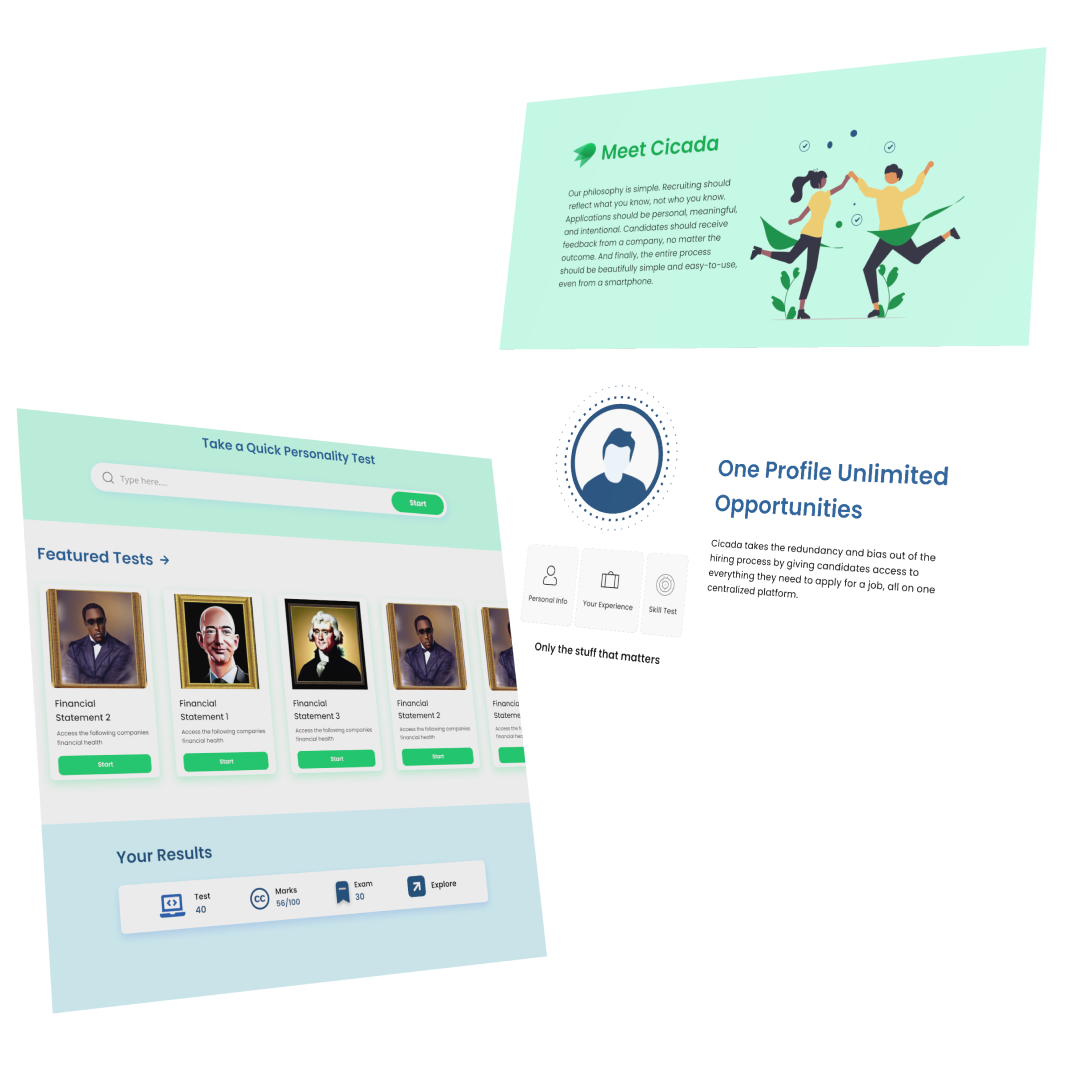 Meet Cicada
Our philosophy is simple. Recruiting should
reflect what you know, not who you know.
Applications should be personal, meaningful,
and intentional. Candidates should receive
feedback from a company, no matter the
outcome. And finally, the entire process
should be beautifully simple and easy-to-use,
even from a smartphone.
One Profile Unlimited
Opportunities
Cicada takes the redundancy and bias out of the
hiring process by giving candidates access to
everything they need to apply for a job, all on one
centralized platform.
Personal Info
Your Experience
Skill Test
Only the stuff that matters
Take a Quick Personality Test
Type here....
Start
Featured Tests →
Financial
Statement 2
Access the following companies
financial health
Start
Financial
Statement 1
Access the following companies
financial health
Start
Financial
Statement 3
Access the following companies
financial health
Start
Financial
Statement 2
Access the following companies
financial health
Start
Your Results
Test
40
CC
Marks
56/100
Exam
30
Explore